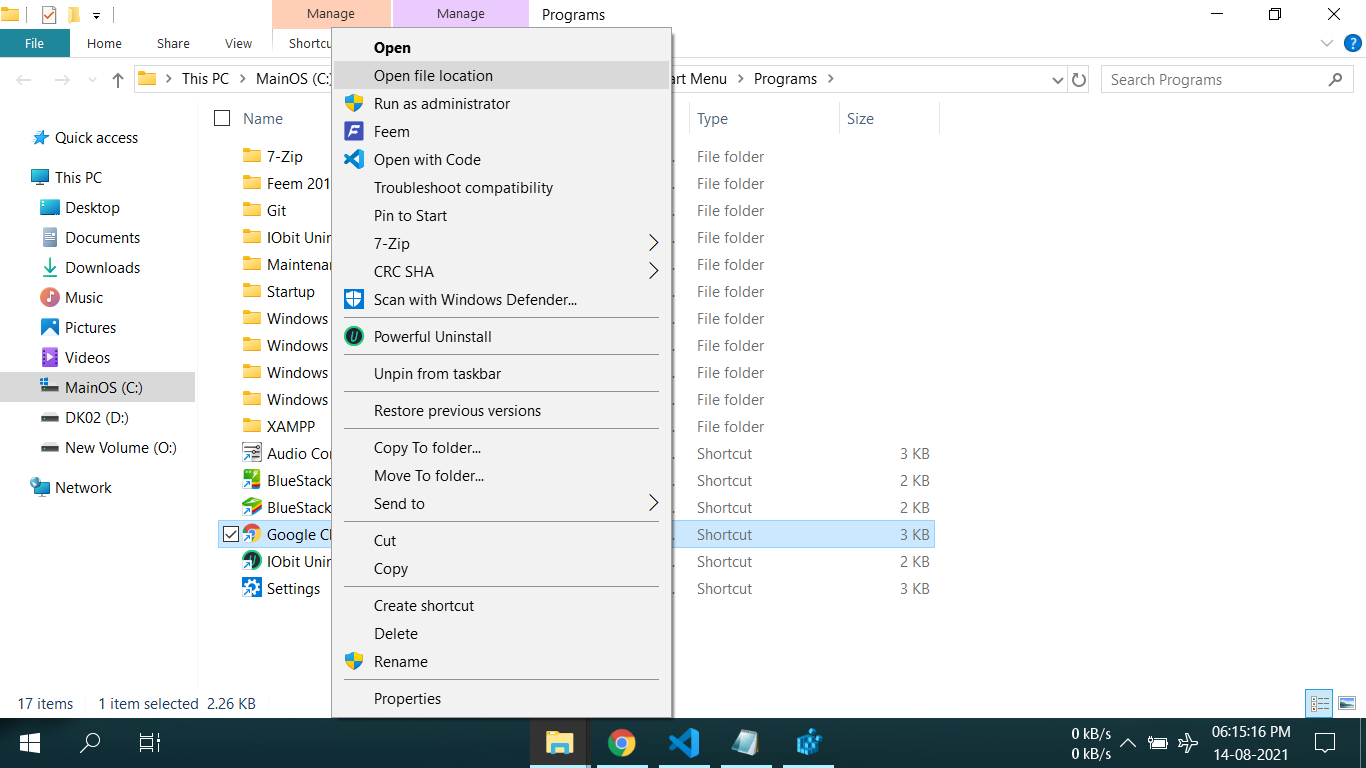 Manage
Manage
Programs
File
Home
Share
View
Shortcu
This PC
MainOS (C:)
art Menu
Programs
Search Programs
Quick access
This PC
Desktop
Documents
Downloads
Music
Pictures
Videos
MainOS (C:)
DK02 (D:)
New Volume (O:)
Network
Name
Type
Size
7-Zip
File folder
Feem 201
File folder
Git
File folder
IObit Unin
File folder
Maintenan
File folder
Startup
File folder
Windows
File folder
Windows
File folder
Windows
File folder
Windows
File folder
XAMPP
File folder
Audio Con
Shortcut
3 KB
BlueStack
Shortcut
2 KB
BlueStack
Shortcut
2 KB
Google Ch
Shortcut
3 KB
IObit Unin
Shortcut
2 KB
Settings
Shortcut
3 KB
Open
Open file location
Run as administrator
Feem
Open with Code
Troubleshoot compatibility
Pin to Start
7-Zip
CRC SHA
Scan with Windows Defender...
Powerful Uninstall
Unpin from taskbar
Restore previous versions
Copy To folder...
Move To folder...
Send to
Cut
Copy
Create shortcut
Delete
Rename
Properties
17 items
1 item selected 2.26 KB
0 kB/s
0 kB/s
06:15:16 PM
14-08-2021